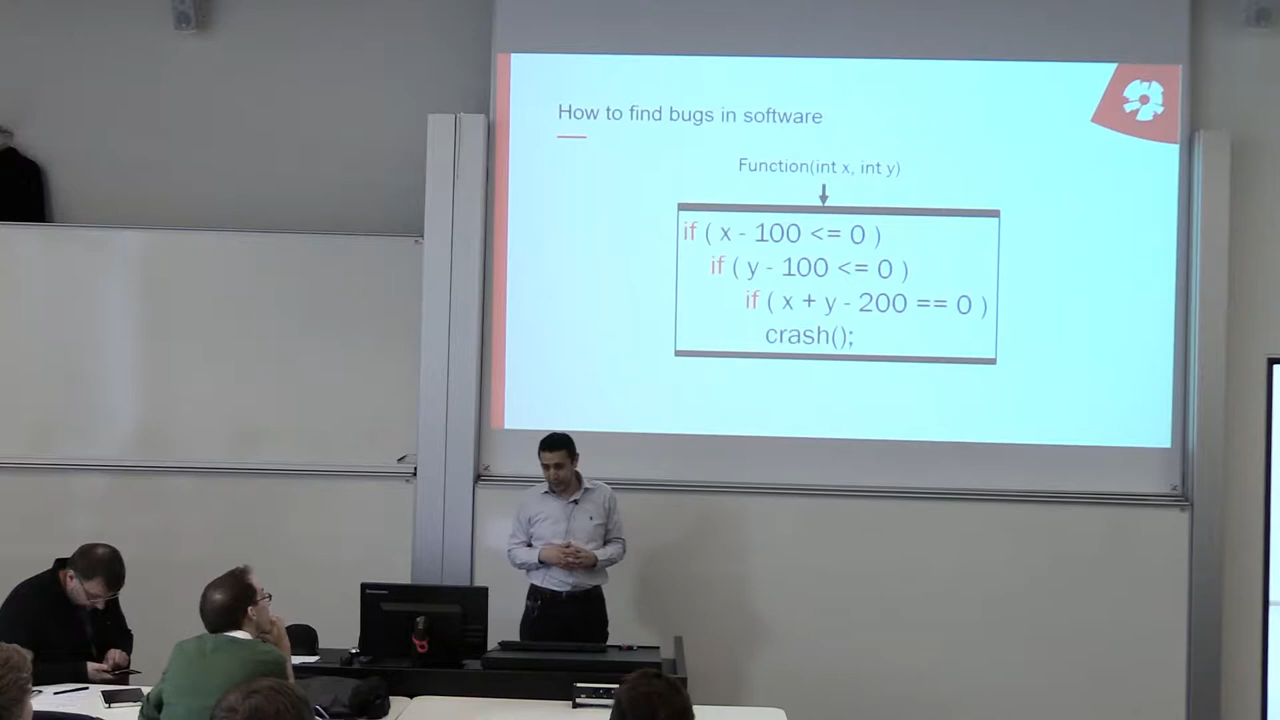 How to find bugs in software
Function(int x, int y)
if ( x - 100 <= 0 )
if ( y - 100 <= 0 )
if ( x + y - 200 == 0 )
crash();